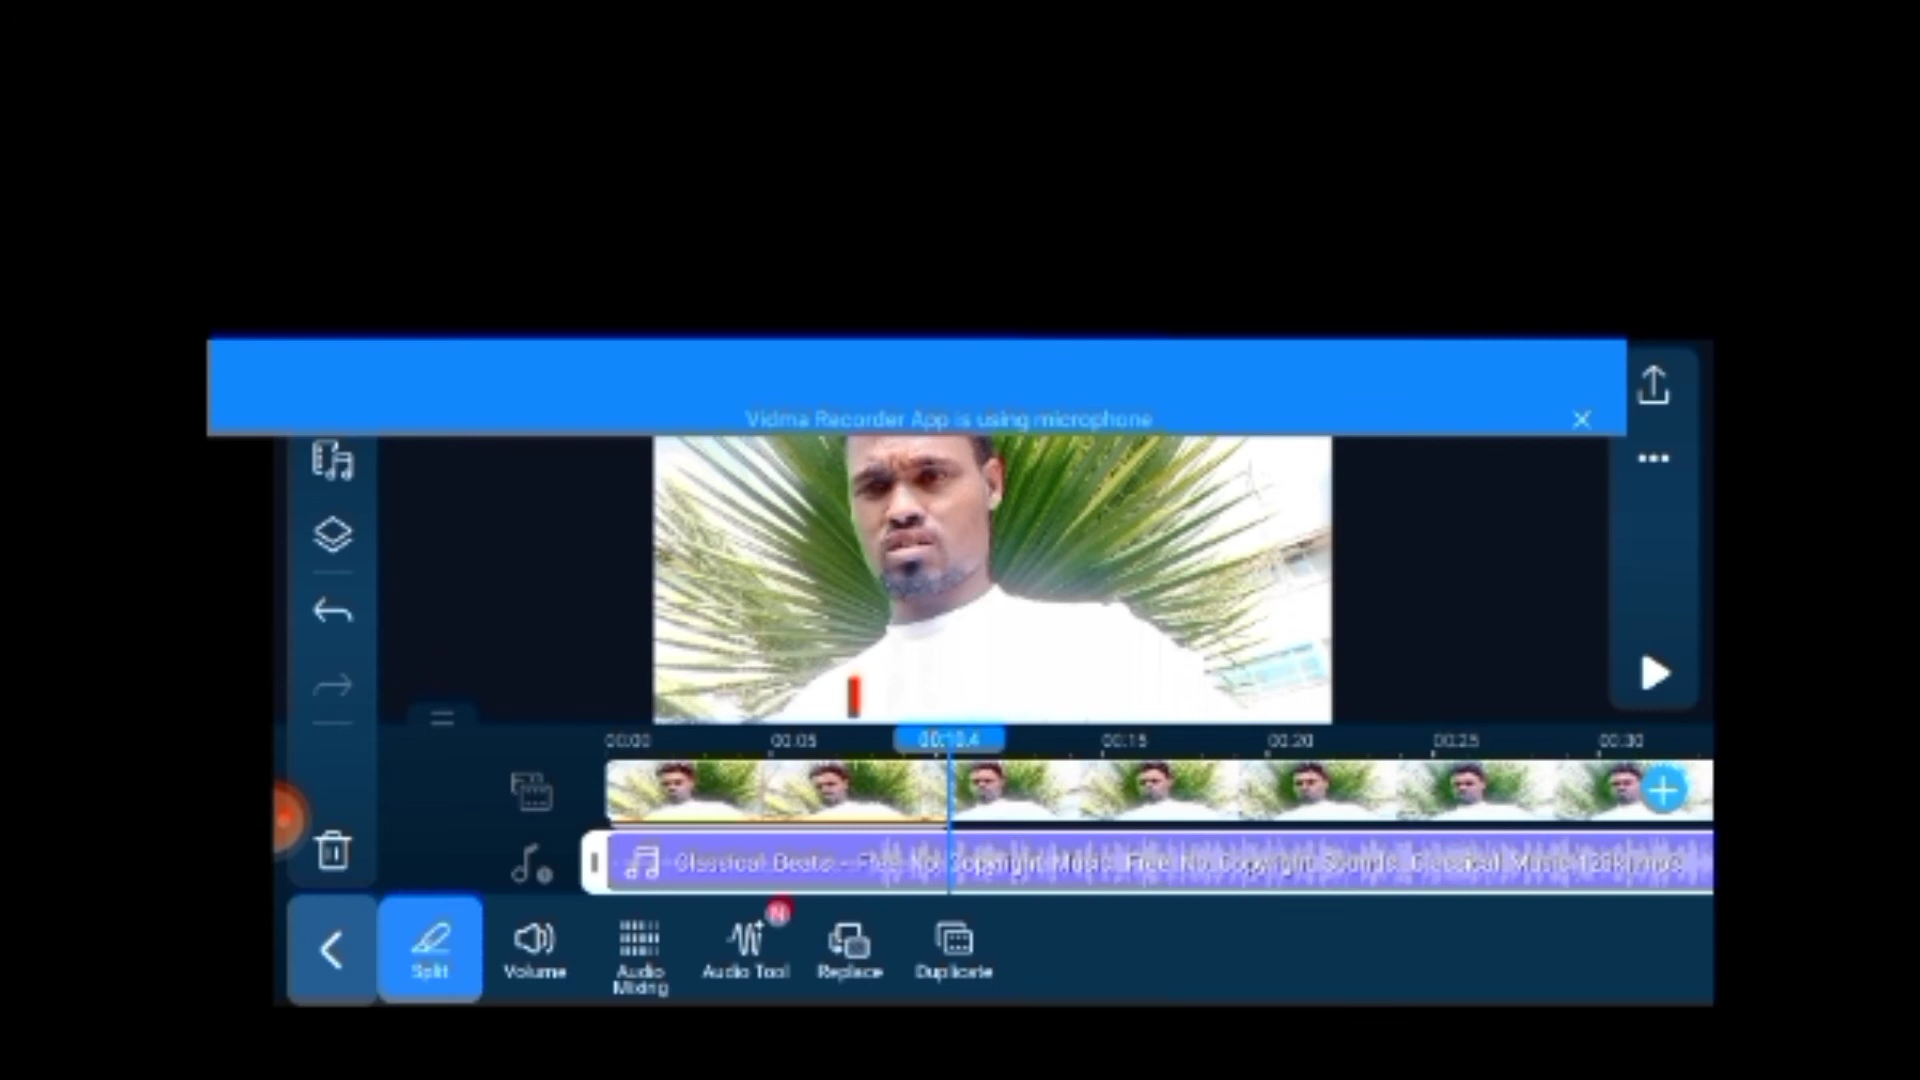 Vidma Recorder App is using microphone
00:00 00:05 00:10.4 00:15 00:20 00:25 00:30
Classical Beats - Free No Copyright Music Free No Copyright Sounds Classical Music 128k).mp3
Split Volume Audio Mixing Audio Tool N Replace Duplicate